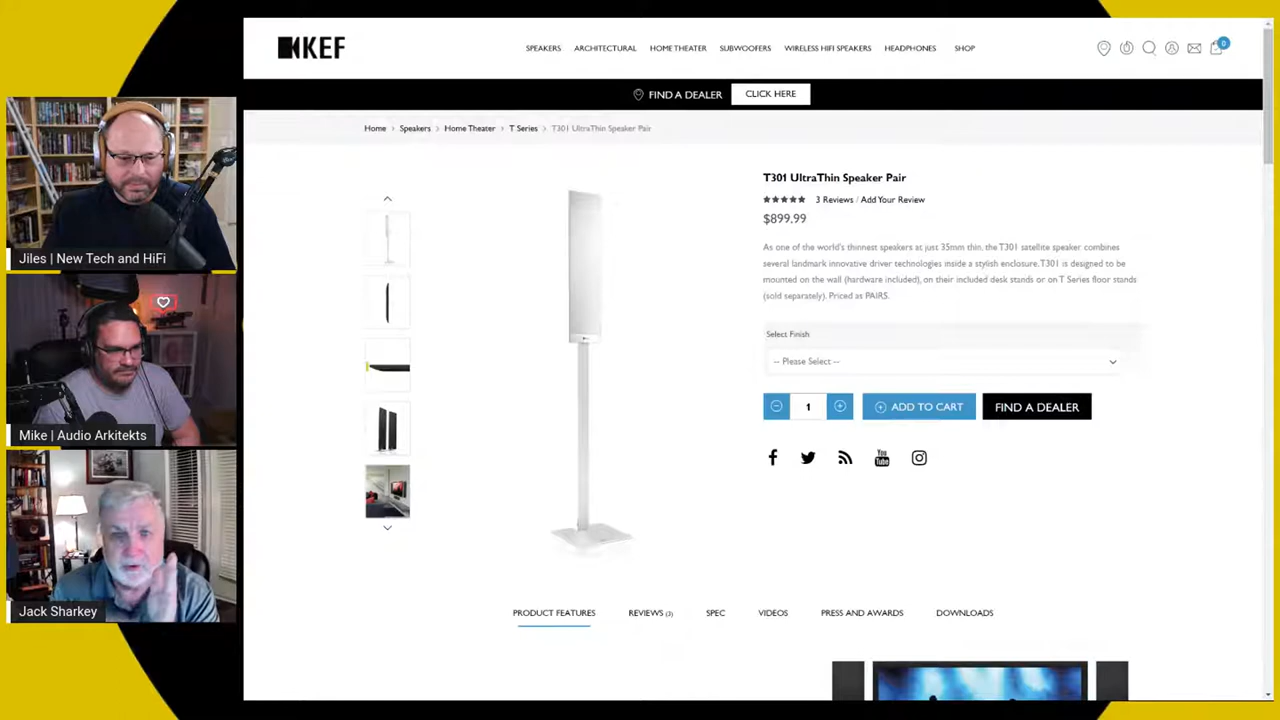 KEF
SPEAKERS ARCHITECTURAL HOME THEATER SUBWOOFERS WIRELESS HIFI SPEAKERS HEADPHONES SHOP
0
FIND A DEALER CLICK HERE
Home › Speakers › Home Theater › T Series › T301 UltraThin Speaker Pair
T301 UltraThin Speaker Pair
3 Reviews / Add Your Review
$899.99
As one of the world's thinnest speakers at just 35mm thin, the T301 satellite speaker combines
several landmark innovative driver technologies inside a stylish enclosure. T301 is designed to be
mounted on the wall (hardware included), on their included desk stands or on T Series floor stands
(sold separately). Priced as PAIRS.
Select Finish
-- Please Select --
1
ADD TO CART
FIND A DEALER
You
Tube
PRODUCT FEATURES REVIEWS (3) SPEC VIDEOS PRESS AND AWARDS DOWNLOADS
Jiles | New Tech and HiFi
Mike | Audio Arkitekts
Jack Sharkey